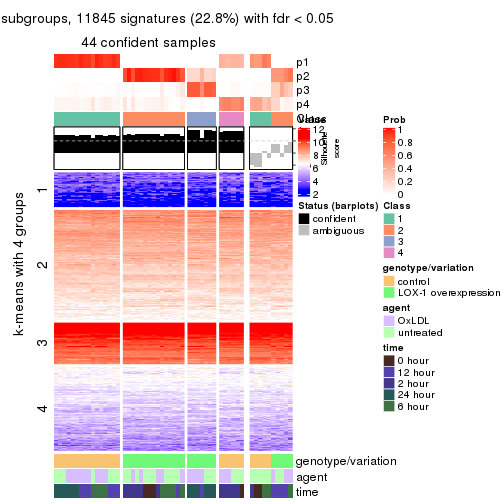 subgroups, 11845 signatures (22.8%) with fdr < 0.05
44 confident samples
p1
p2
p3
p4
Class
Silhouette
score
1
2
3
4
k-means with 4 groups
genotype/variation
agent
time
Value
12
10
8
6
4
2
Status (barplots)
confident
ambiguous
Prob
1
0.8
0.6
0.4
0.2
0
Class
1
2
3
4
genotype/variation
control
LOX-1 overexpression
agent
OxLDL
untreated
time
0 hour
12 hour
2 hour
24 hour
6 hour